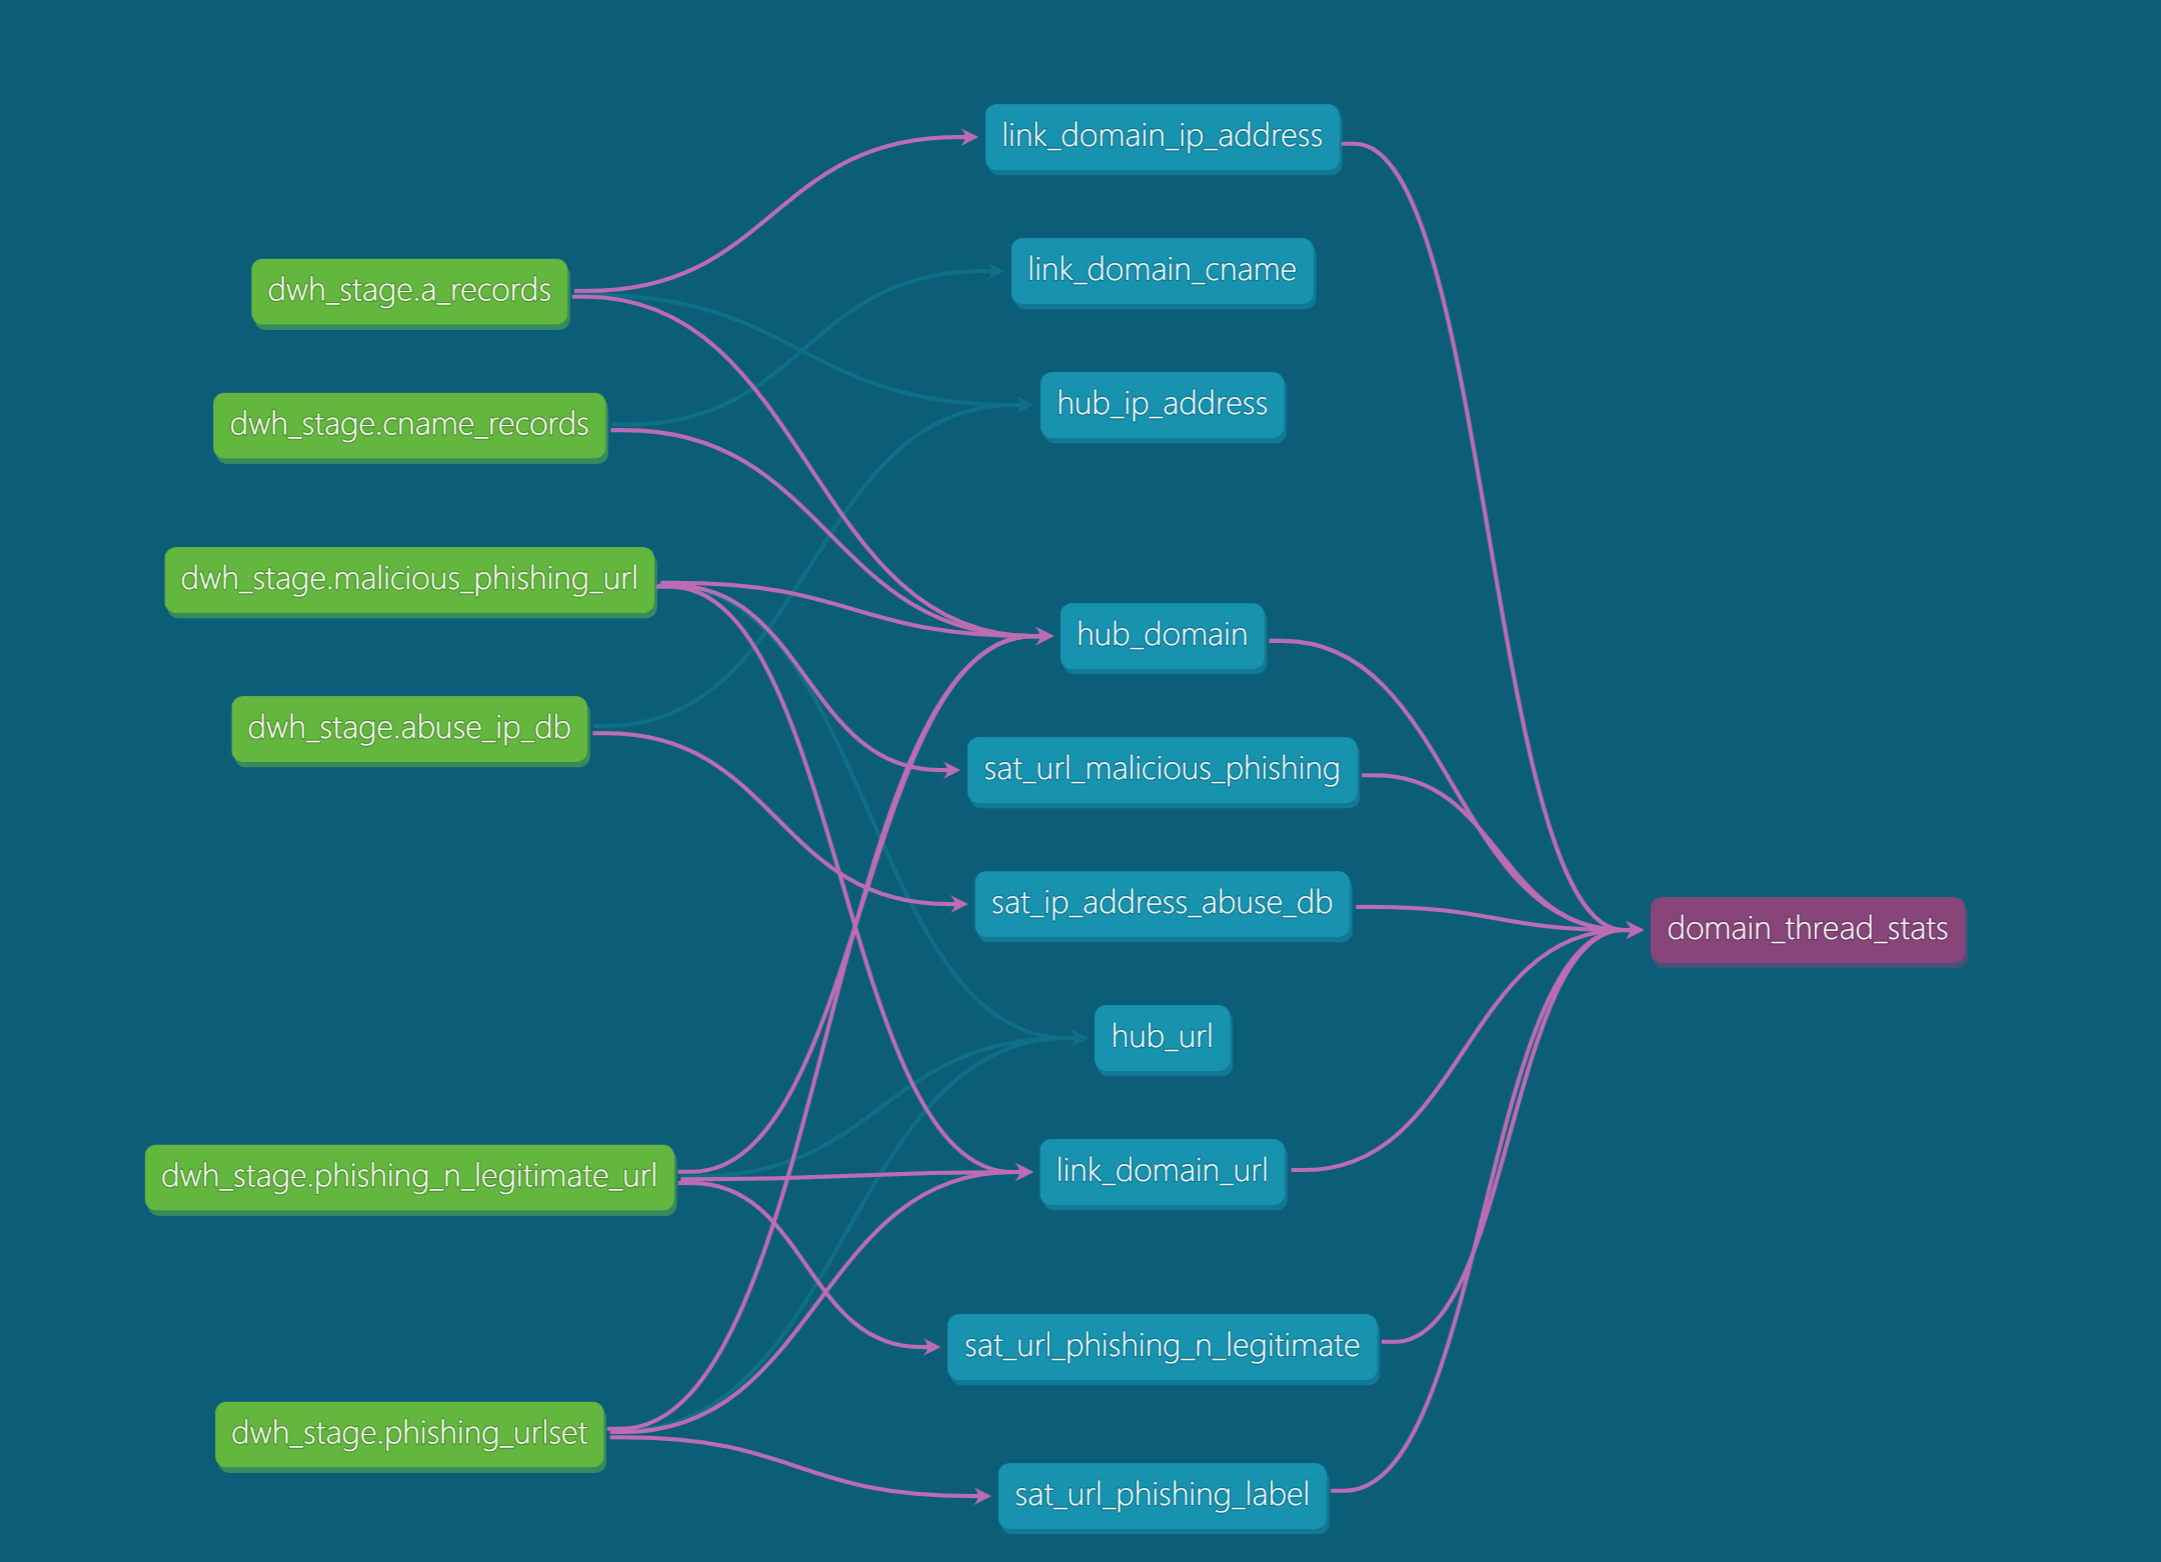 link_domain_ip_address
link_domain_cname
dwh_stage.a_records
hub_ip_address
dwh_stage.cname_records
dwh_stage.malicious_phishing_url
hub_domain
dwh_stage.abuse_ip_db
sat_url_malicious_phishing
sat_ip_address_abuse_db
domain_thread_stats
hub_url
dwh_stage.phishing_n_legitimate_url
link_domain_url
sat_url_phishing_n_legitimate
dwh_stage.phishing_urlset
sat_url_phishing_label